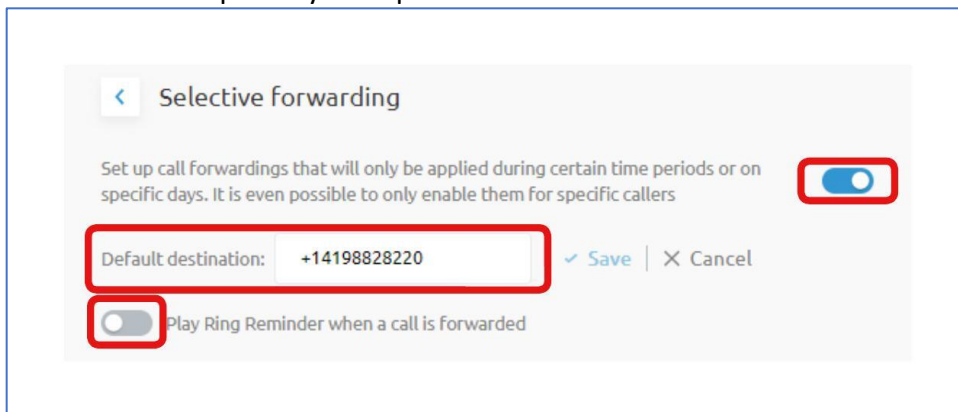 Selective forwarding
Set up call forwardings that will only be applied during certain time periods or on
specific days. It is even possible to only enable them for specific callers
Default destination: +14198828220 Save | Cancel
Play Ring Reminder when a call is forwarded